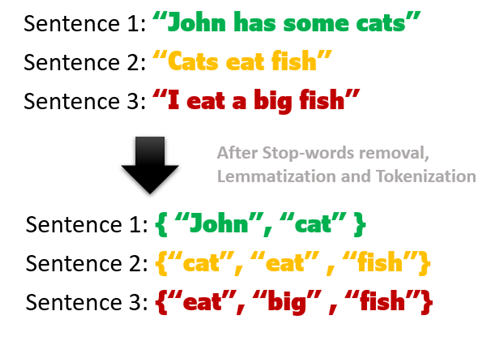 Sentence 1: “John has some cats”
Sentence 2: “Cats eat fish”
Sentence 3: “I eat a big fish”
After Stop-words removal,
Lemmatization and Tokenization
Sentence 1: { “John”, “cat” }
Sentence 2: {“cat”, “eat” , “fish”}
Sentence 3: {“eat”, “big” , “fish”}